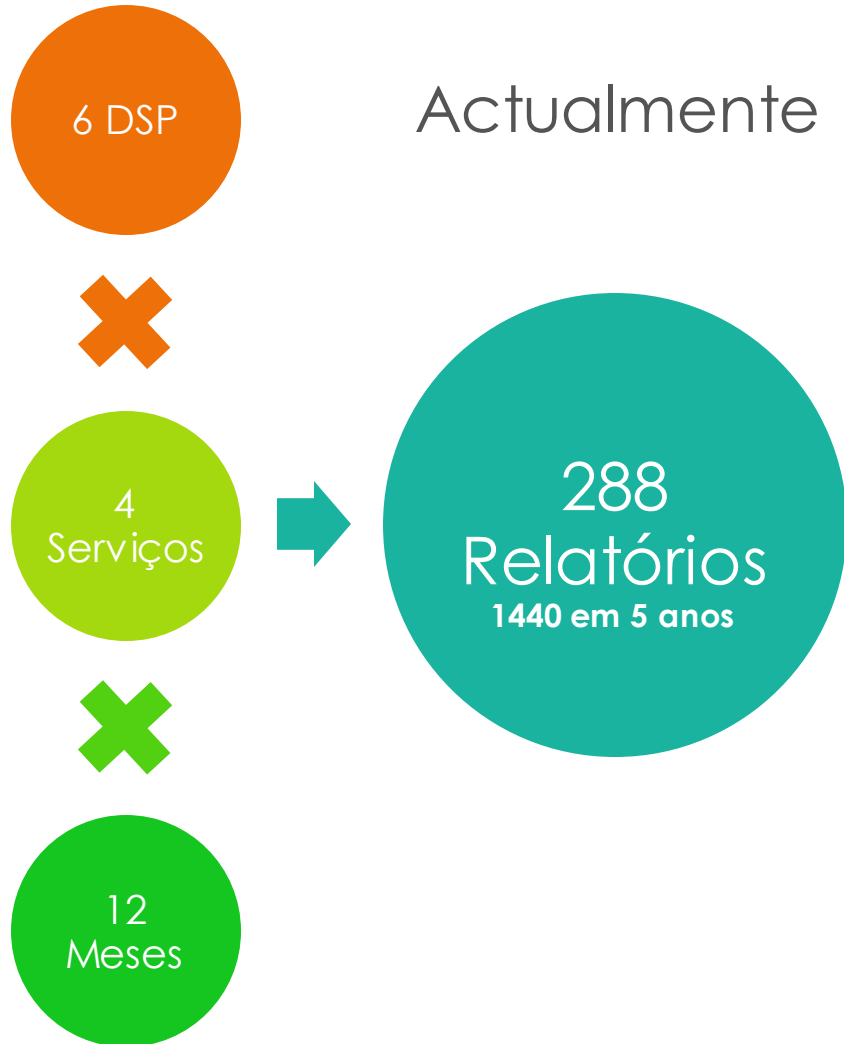 Actualmente
6 DSP
4
Serviços
12
Meses
288
Relatórios
1440 em 5 anos